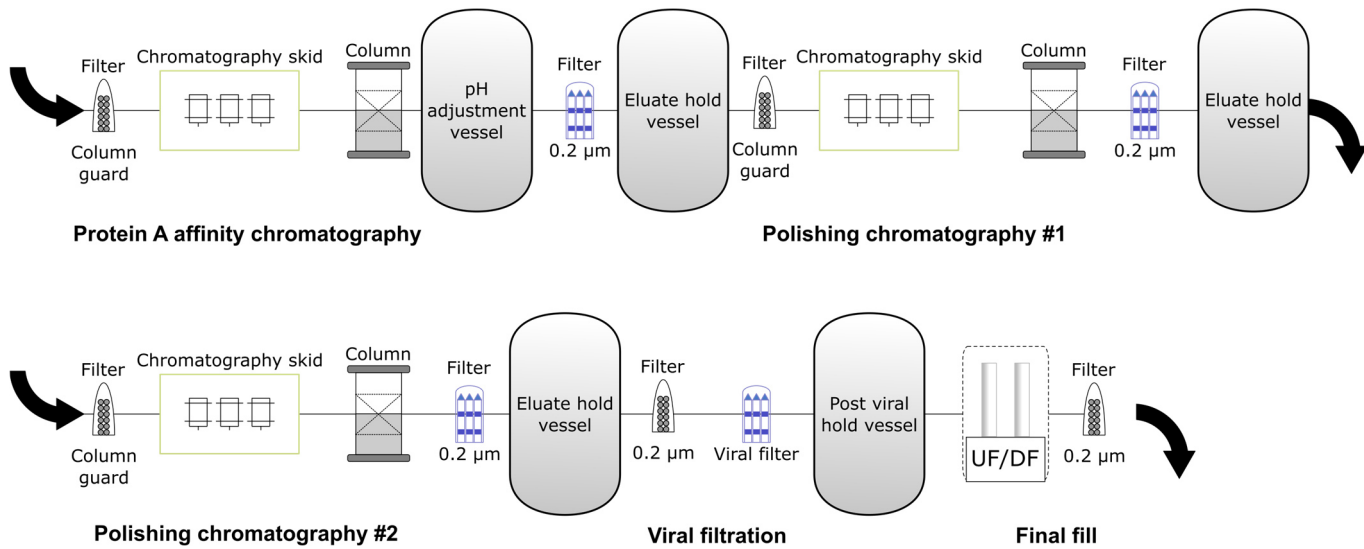 Filter
Chromatography skid
Column
pH
adjustment
vessel
Filter
Eluate hold
vessel
Filter
Chromatography skid
Column
Filter
Eluate hold
vessel
Column
guard
0.2 µm
Column
guard
0.2 µm
Protein A affinity chromatography
Polishing chromatography #1
Filter
Chromatography skid
Column
Filter
Eluate hold
vessel
Filter
Post viral
hold vessel
Filter
Column
guard
0.2 µm
0.2 µm
Viral filter
UF/DF
0.2 µm
Polishing chromatography #2
Viral filtration
Final fill